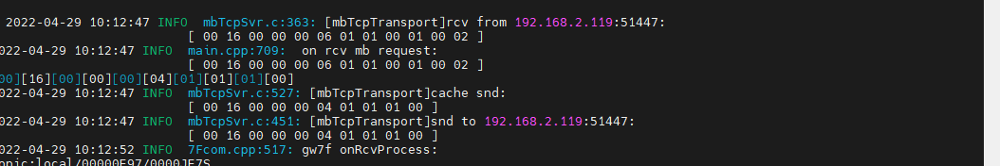 2022-04-29 10:12:47 INFO  mbTcpSvr.c:363: [mbTcpTransport]rcv from 192.168.2.119:51447:
[ 00 16 00 00 00 06 01 01 00 01 00 02 ]
022-04-29 10:12:47 INFO  main.cpp:709:  on rcv mb request:
[ 00 16 00 00 00 06 01 01 00 01 00 02 ]
00][16][00][00][00][04][01][01][01][00]
022-04-29 10:12:47 INFO  mbTcpSvr.c:527: [mbTcpTransport]cache snd:
[ 00 16 00 00 00 04 01 01 01 00 ]
022-04-29 10:12:47 INFO  mbTcpSvr.c:451: [mbTcpTransport]snd to 192.168.2.119:51447:
[ 00 16 00 00 00 04 01 01 01 00 ]
022-04-29 10:12:52 INFO  7Fcom.cpp:517: gw7f onRcvProcess:
opic:local/00000F97/0000JE7S